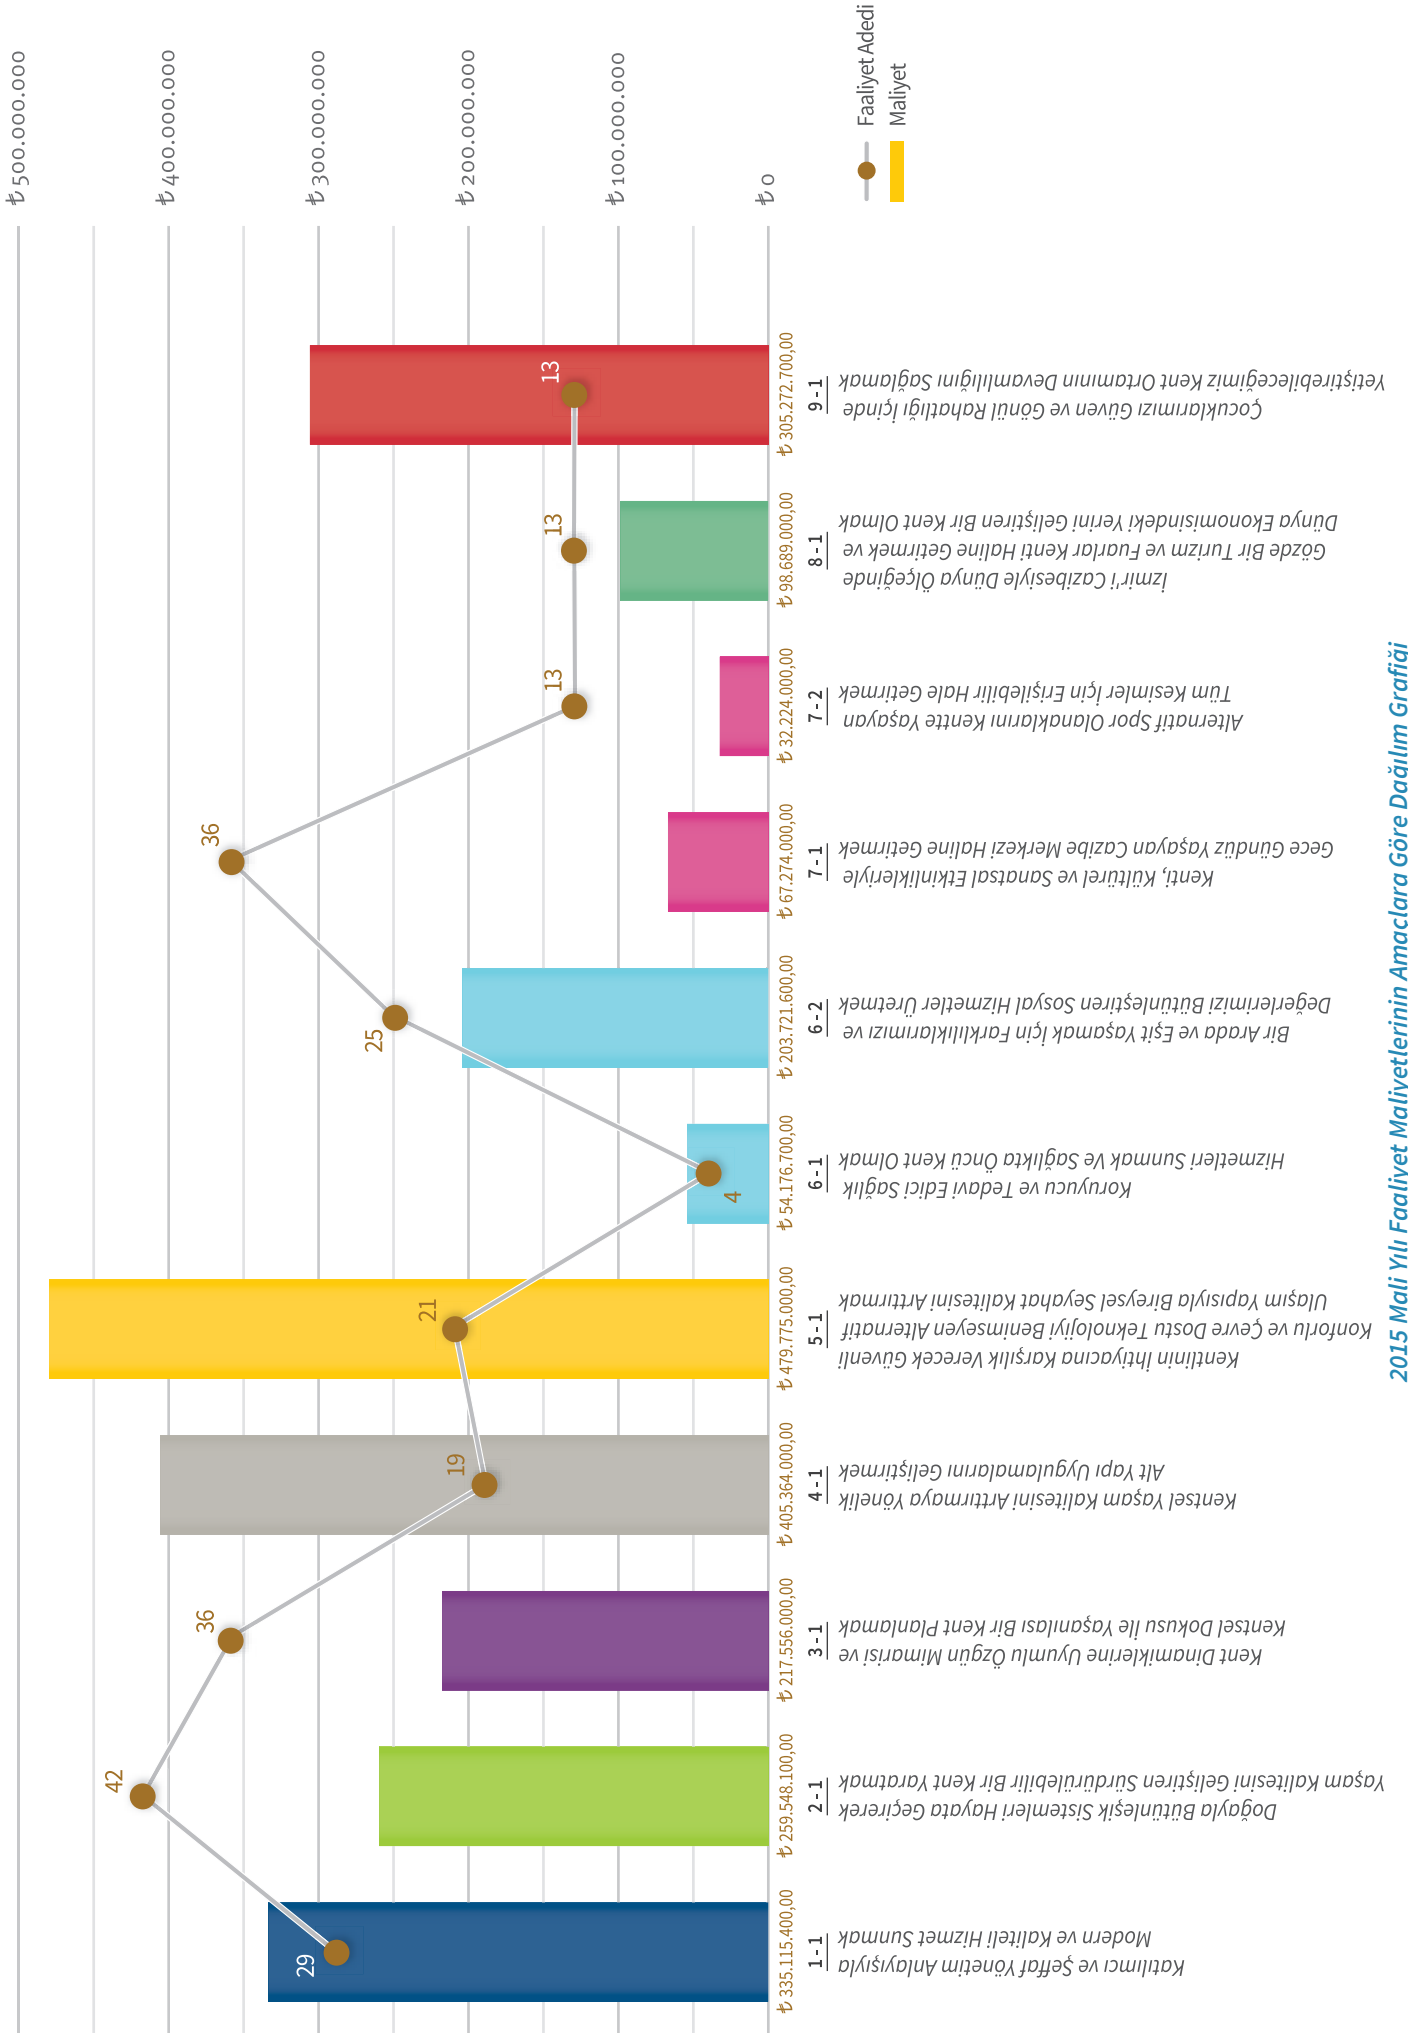 ₺ 500.000.000
₺ 400.000.000
₺ 300.000.000
₺ 200.000.000
₺ 100.000.000
₺ 0
29
42
36
19
21
4
25
36
13
13
13
₺ 335.115.400,00
₺ 259.548.100,00
₺ 217.556.000,00
₺ 405.364.000,00
₺ 479.775.000,00
₺ 54.176.700,00
₺ 203.721.600,00
₺ 67.274.000,00
₺ 32.224.000,00
₺ 98.689.000,00
₺ 305.272.700,00
1 - 1
Katılımcı ve Şeffaf Yönetim Anlayışıyla
Modern ve Kaliteli Hizmet Sunmak
2 - 1
Doğayla Bütünleşik Sistemleri Hayata Geçirerek
Yaşam Kalitesini Geliştiren Sürdürülebilir Bir Kent Yaratmak
3 - 1
Kent Dinamiklerine Uyumlu Özgün Mimarisi ve
Kentsel Dokusu İle Yaşanılası Bir Kent Planlamak
4 - 1
Kentsel Yaşam Kalitesini Arttırmaya Yönelik
Alt Yapı Uygulamalarını Geliştirmek
5 - 1
Kentlinin İhtiyacına Karşılık Verecek Güvenli
Konforlu ve Çevre Dostu Teknolojiyi Benimseyen Alternatif
Ulaşım Yapısıyla Bireysel Seyahat Kalitesini Arttırmak
6 - 1
Koruyucu ve Tedavi Edici Sağlık
Hizmetleri Sunmak Ve Sağlıkta Öncü Kent Olmak
6 - 2
Bir Arada ve Eşit Yaşamak İçin Farklılıklarımızı ve
Değerlerimizi Bütünleştiren Sosyal Hizmetler Üretmek
7 - 1
Kenti, Kültürel ve Sanatsal Etkinlikleriyle
Gece Gündüz Yaşayan Cazibe Merkezi Haline Getirmek
7 - 2
Alternatif Spor Olanaklarını Kentte Yaşayan
Tüm Kesimler İçin Erişilebilir Hale Getirmek
8 - 1
İzmir'i Cazibesiyle Dünya Ölçeğinde
Gözde Bir Turizm ve Fuarlar Kenti Haline Getirmek ve
Dünya Ekonomisindeki Yerini Geliştiren Bir Kent Olmak
9 - 1
Çocuklarımızı Güven ve Gönül Rahatlığı İçinde
Yetiştirebileceğimiz Kent Ortamının Devamlılığını Sağlamak
Faaliyet Adedi
Maliyet
2015 Mali Yılı Faaliyet Maliyetlerinin Amaçlara Göre Dağılım Grafiği